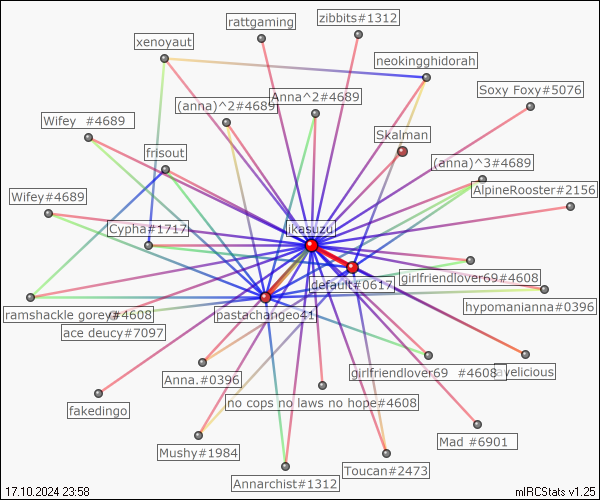 zibbits#1312
rattgaming
xenoyaut
neokingghidorah
Soxy Foxy#5076
Anna^2#4689
(anna)^2#4689
Wifey #4689
Skalman
frisout
(anna)^3#4689
AlpineRooster#2156
Wifey#4689
Cypha#1717
jkasuzu
girlfriendlover69#4608
default#0617
hypomanianna#0396
ramshackle gorey#4608
pastachangeo41
ace deucy#7097
Anna.#0396
girlfriendlover69 #4608
velicious
fakedingo
no cops no laws no hope#4608
Mad #6901
Mushy#1984
Toucan#2473
Annarchist#1312
17.10.2024 23:58
mIRCStats v1.25